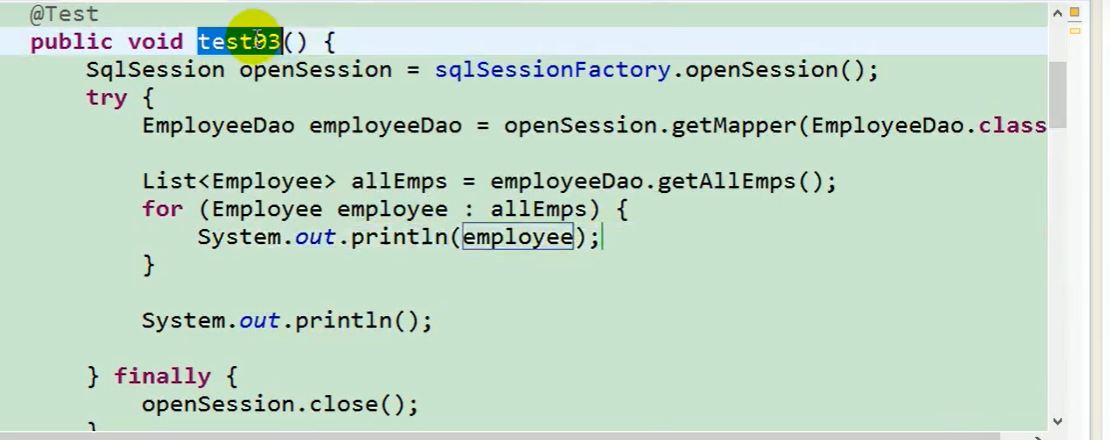 @Test
public void test03() {
SqlSession openSession = sqlSessionFactory.openSession();
try {
EmployeeDao employeeDao = openSession.getMapper(EmployeeDao.class
List<Employee> allEmps = employeeDao.getAllEmps();
for (Employee employee : allEmps) {
System.out.println(employee);
}
System.out.println();
} finally {
openSession.close();
}